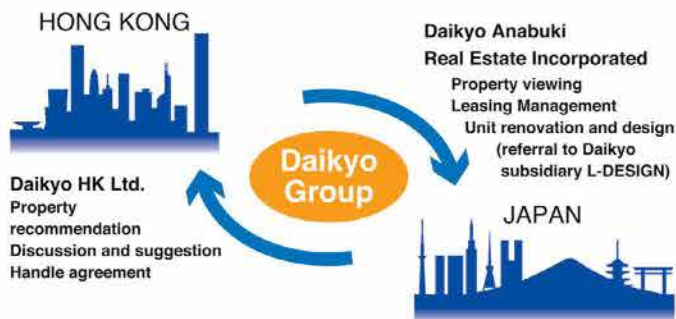 HONG KONG
Daikyo HK Ltd.
Property
recommendation
Discussion and suggestion
Handle agreement
Daikyo
Group
Daikyo Anabuki
Real Estate Incorporated
Property viewing
Leasing Management
Unit renovation and design
(referral to Daikyo
subsidiary L-DESIGN)
JAPAN